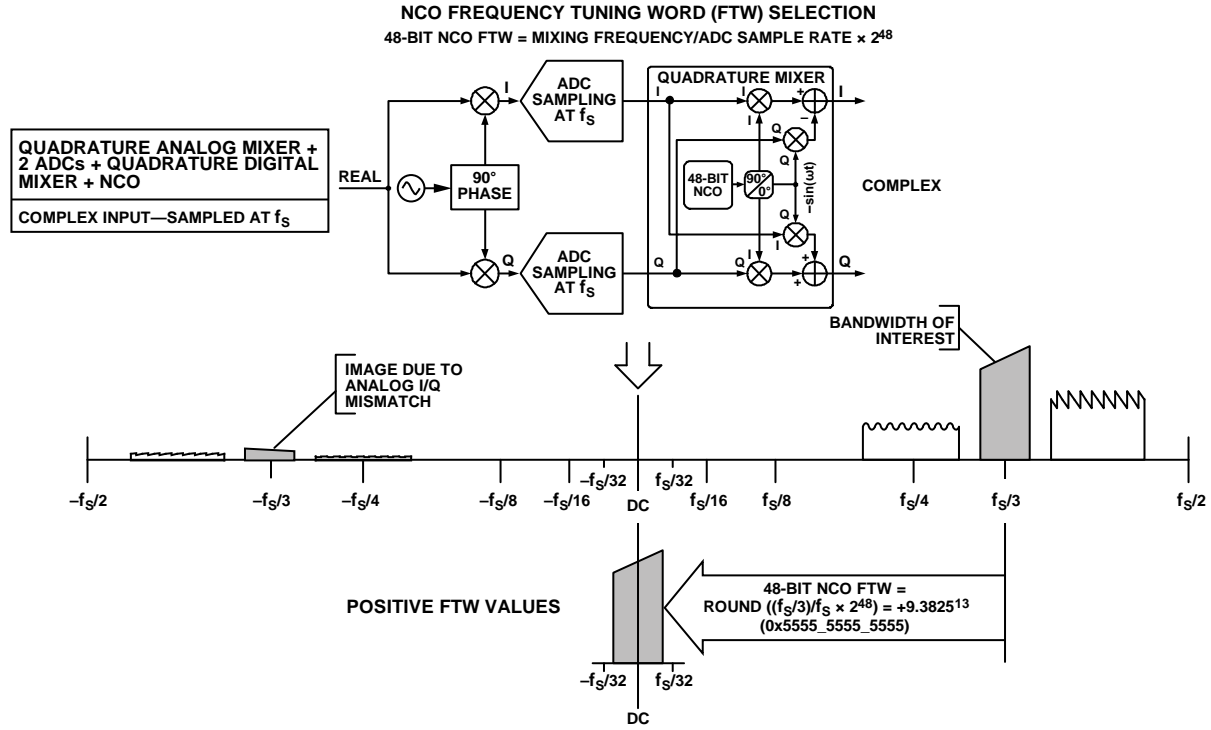 NCO FREQUENCY TUNING WORD (FTW) SELECTION
48-BIT NCO FTW = MIXING FREQUENCY/ADC SAMPLE RATE × 2^48
QUADRATURE ANALOG MIXER +
2 ADCs + QUADRATURE DIGITAL
MIXER + NCO
COMPLEX INPUT—SAMPLED AT fS
REAL
90°
PHASE
I
ADC
SAMPLING
AT fS
Q
ADC
SAMPLING
AT fS
QUADRATURE MIXER
I
I
I
+
I
–
Q
Q
48-BIT
NCO
90°
0°
–sin(ωt)
Q
Q
I
I
Q
Q
+
+
Q
COMPLEX
BANDWIDTH OF
INTEREST
IMAGE DUE TO
ANALOG I/Q
MISMATCH
–fS/2
–fS/3
–fS/4
–fS/8
–fS/16
–fS/32
DC
fS/32
fS/16
fS/8
fS/4
fS/3
fS/2
POSITIVE FTW VALUES
48-BIT NCO FTW =
ROUND ((fS/3)/fS × 2^48) = +9.3825^13
(0x5555_5555_5555)
–fS/32
fS/32
DC